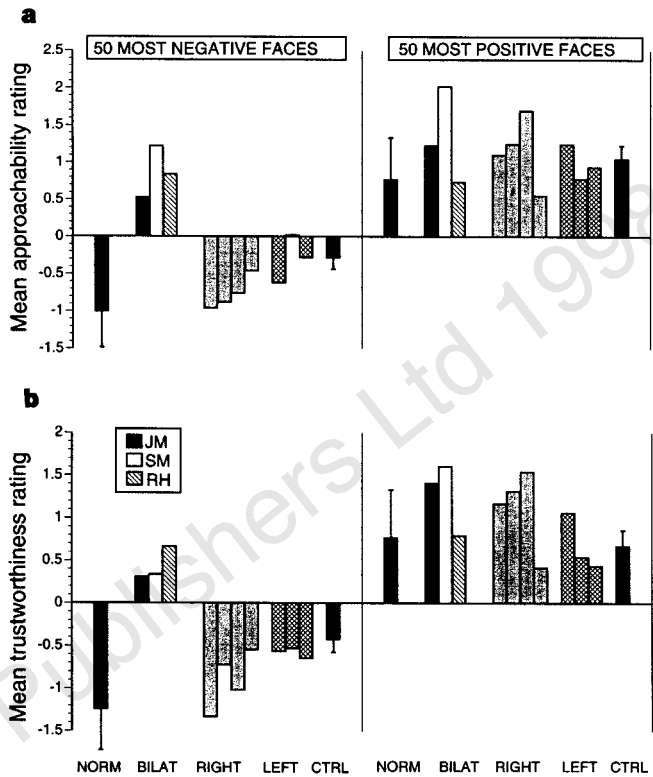 a
50 MOST NEGATIVE FACES
50 MOST POSITIVE FACES
Mean approachability rating
2.5
2
1.5
1
0.5
0
-0.5
-1
-1.5
b
JM
SM
RH
Mean trustworthiness rating
2
1.5
1
0.5
0
-0.5
-1
-1.5
NORM BILAT RIGHT LEFT CTRL NORM BILAT RIGHT LEFT CTRL
Publishers Ltd 1998